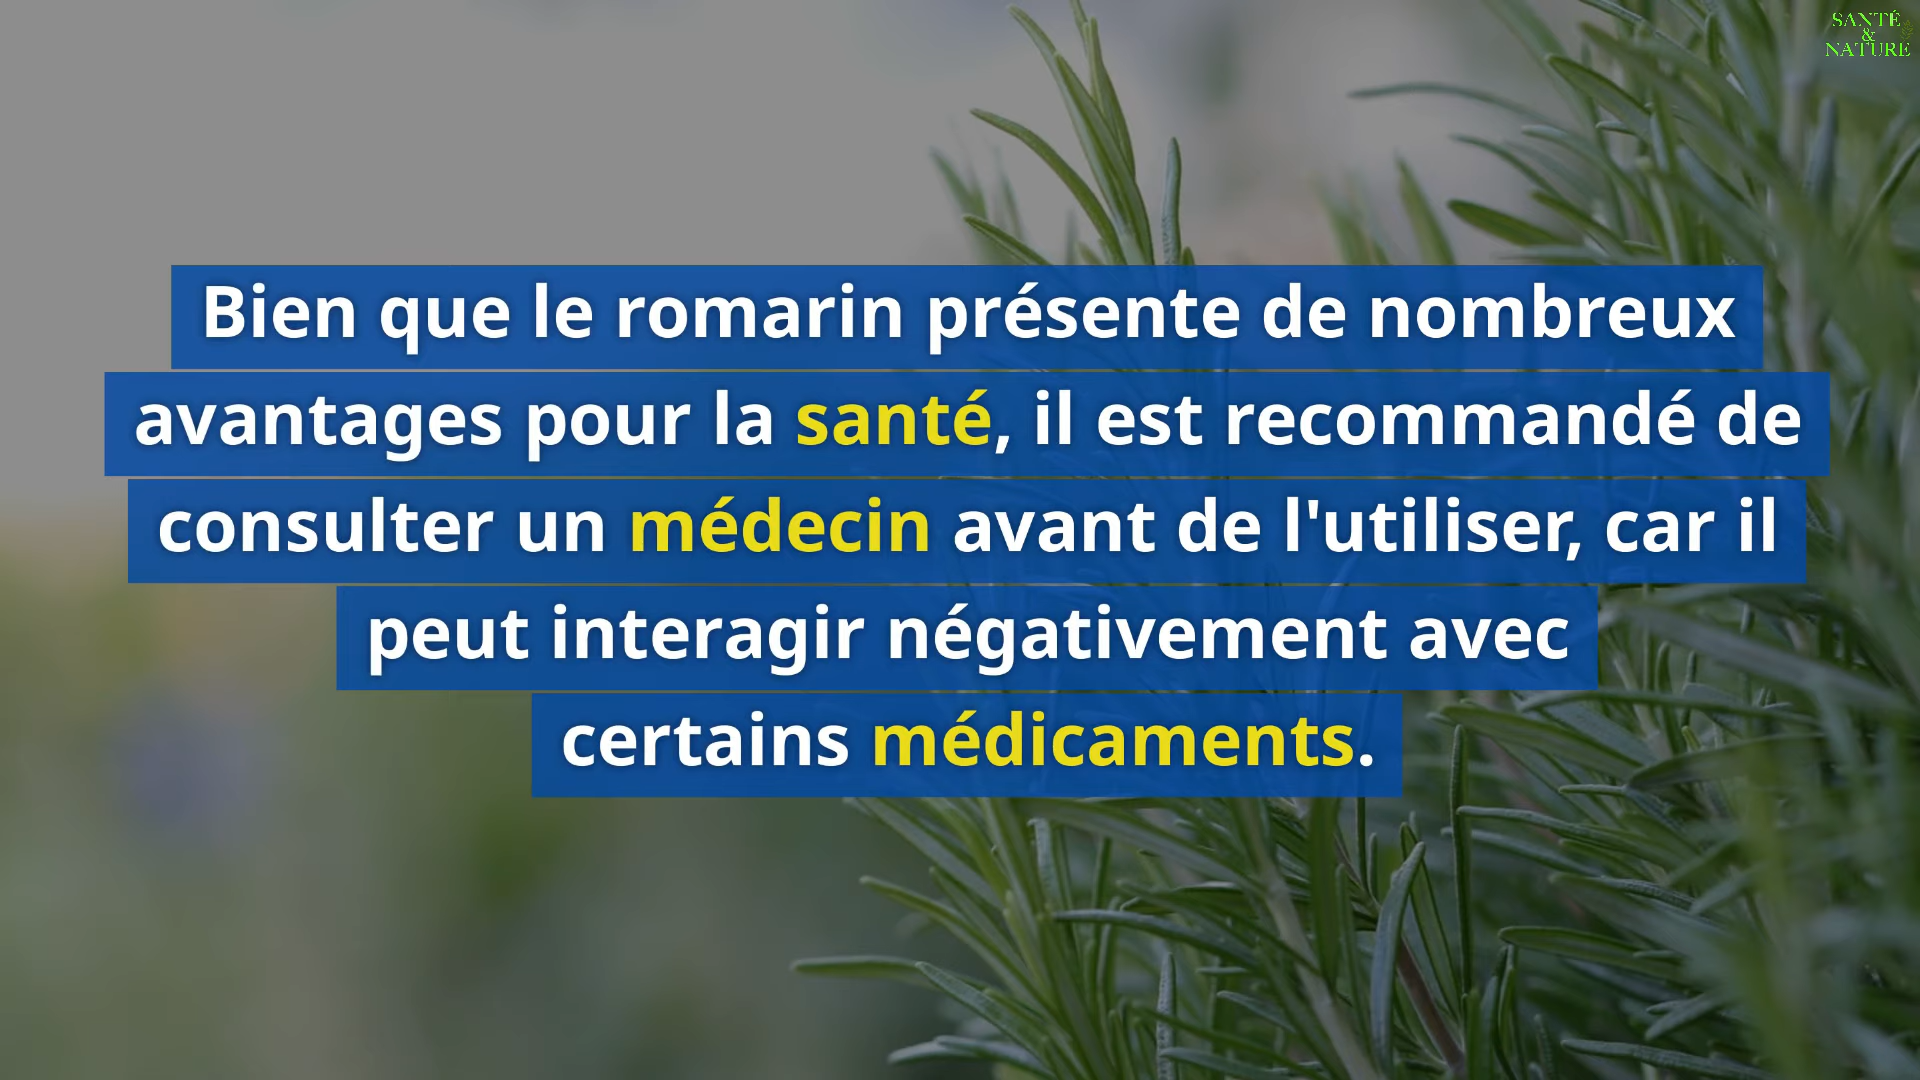 SANTÉ
&
NATURE
Bien que le romarin présente de nombreux
avantages pour la santé, il est recommandé de
consulter un médecin avant de l'utiliser, car il
peut interagir négativement avec
certains médicaments.